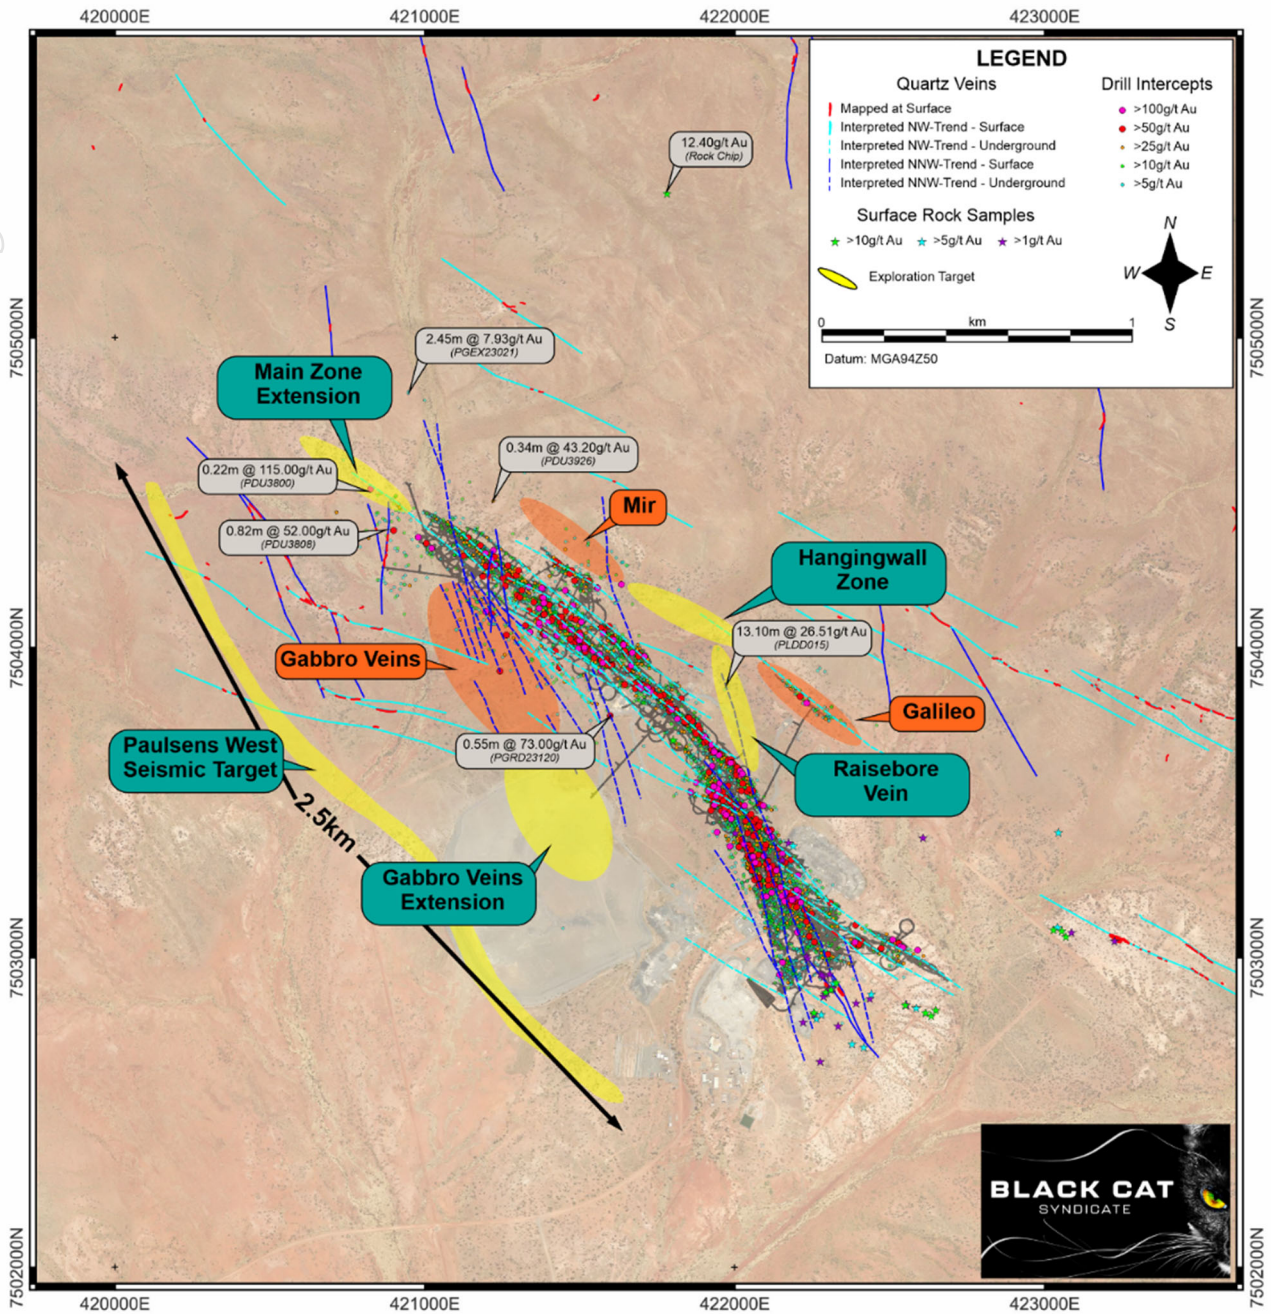 420000E
421000E
422000E
423000E
LEGEND
Quartz Veins
Mapped at Surface
Interpreted NW-Trend - Surface
Interpreted NW-Trend - Underground
Interpreted NNW-Trend - Surface
Interpreted NNW-Trend - Underground
Drill Intercepts
>100g/t Au
>50g/t Au
>25g/t Au
>10g/t Au
>5g/t Au
Surface Rock Samples
>10g/t Au
>5g/t Au
>1g/t Au
Exploration Target
N
W
E
S
0
km
1
Datum: MGA94Z50
12.40g/t Au
(Rock Chip)
7505000N
7505000N
2.45m @ 7.93g/t Au
(PGEX23021)
Main Zone
Extension
0.34m @ 43.20g/t Au
(PDU3926)
0.22m @ 115.00g/t Au
(PDU3800)
Mir
0.82m @ 52.00g/t Au
(PDU3808)
Hangingwall
Zone
13.10m @ 26.51g/t Au
(PLDD015)
7504000N
7504000N
Gabbro Veins
Galileo
0.55m @ 73.00g/t Au
(PGRD23120)
Paulsens West
Seismic Target
Raisebore
Vein
2.5km
Gabbro Veins
Extension
7503000N
7503000N
BLACK CAT
SYNDICATE
7502000N
7502000N
420000E
421000E
422000E
423000E